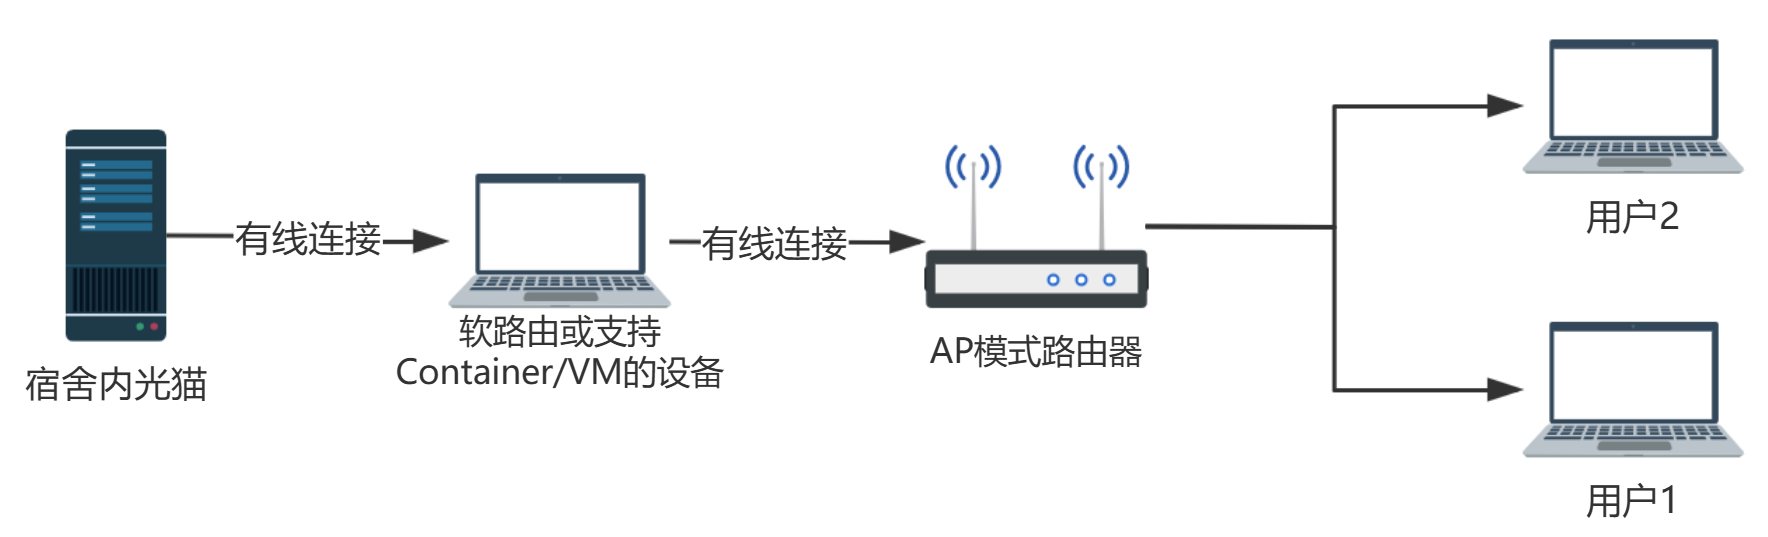 宿舍内光猫
有线连接
软路由或支持
Container/VM的设备
有线连接
AP模式路由器
用户2
用户1